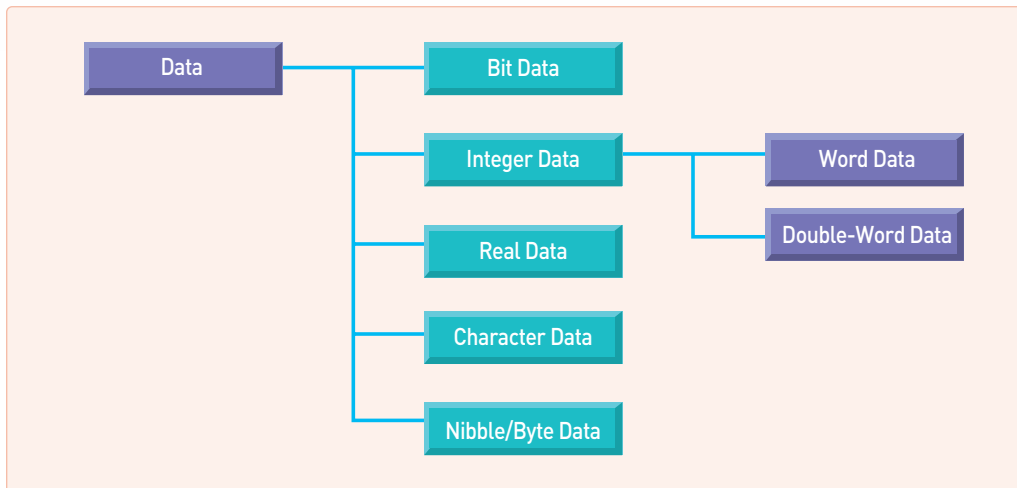 Data
Bit Data
Integer Data
Word Data
Double-Word Data
Real Data
Character Data
Nibble/Byte Data